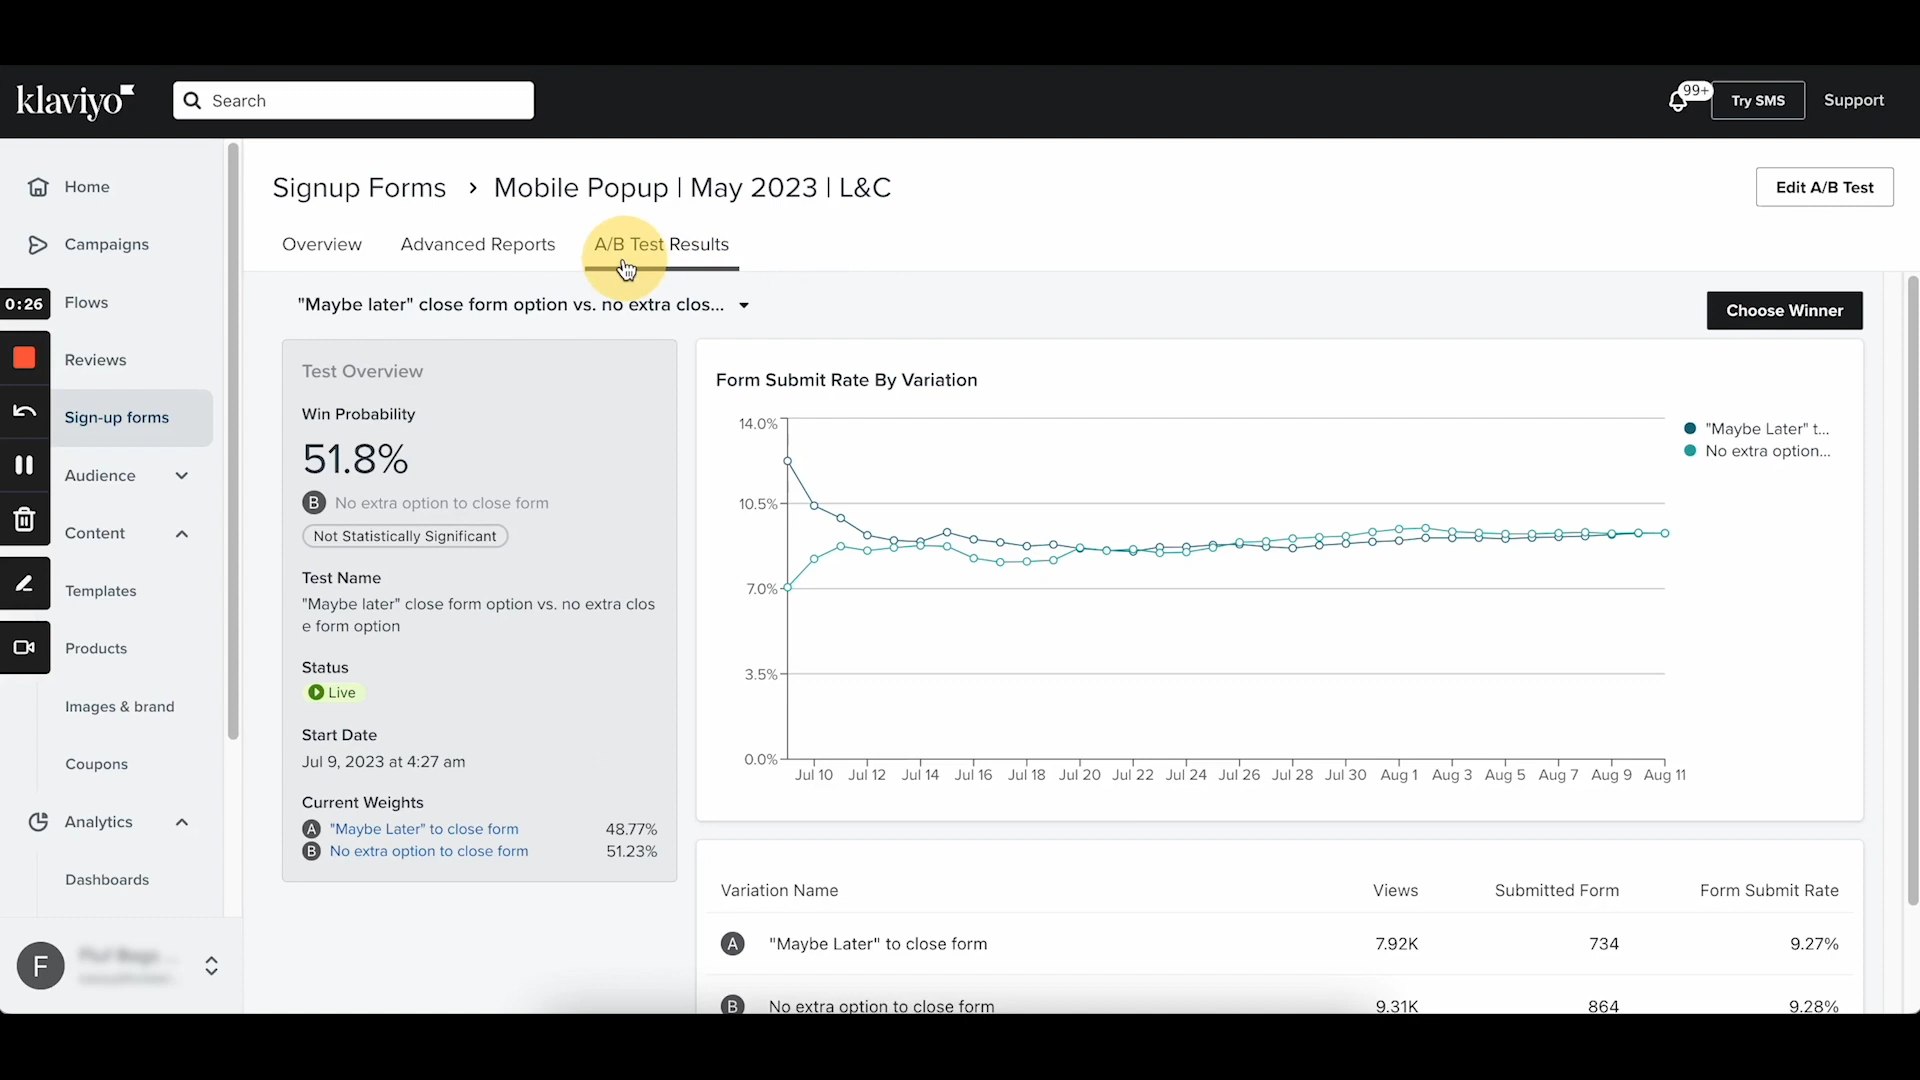 klaviyo
Search
99+
Try SMS
Support
Home
Campaigns
0:26
Flows
Reviews
Sign-up forms
Audience
Content
Templates
Products
Images & brand
Coupons
Analytics
Dashboards
F
Signup Forms › Mobile Popup | May 2023 | L&C
Edit A/B Test
Overview Advanced Reports A/B Test Results
"Maybe later" close form option vs. no extra clos...
Choose Winner
Test Overview
Win Probability
51.8%
B No extra option to close form
Not Statistically Significant
Test Name
"Maybe later" close form option vs. no extra clos
e form option
Status
Live
Start Date
Jul 9, 2023 at 4:27 am
Current Weights
A "Maybe Later" to close form 48.77%
B No extra option to close form 51.23%
Form Submit Rate By Variation
14.0%
10.5%
7.0%
3.5%
0.0%
Jul 10 Jul 12 Jul 14 Jul 16 Jul 18 Jul 20 Jul 22 Jul 24 Jul 26 Jul 28 Jul 30 Aug 1 Aug 3 Aug 5 Aug 7 Aug 9 Aug 11
"Maybe Later" t...
No extra option...
Variation Name Views Submitted Form Form Submit Rate
A "Maybe Later" to close form 7.92K 734 9.27%
B No extra option to close form 9.31K 864 9.28%